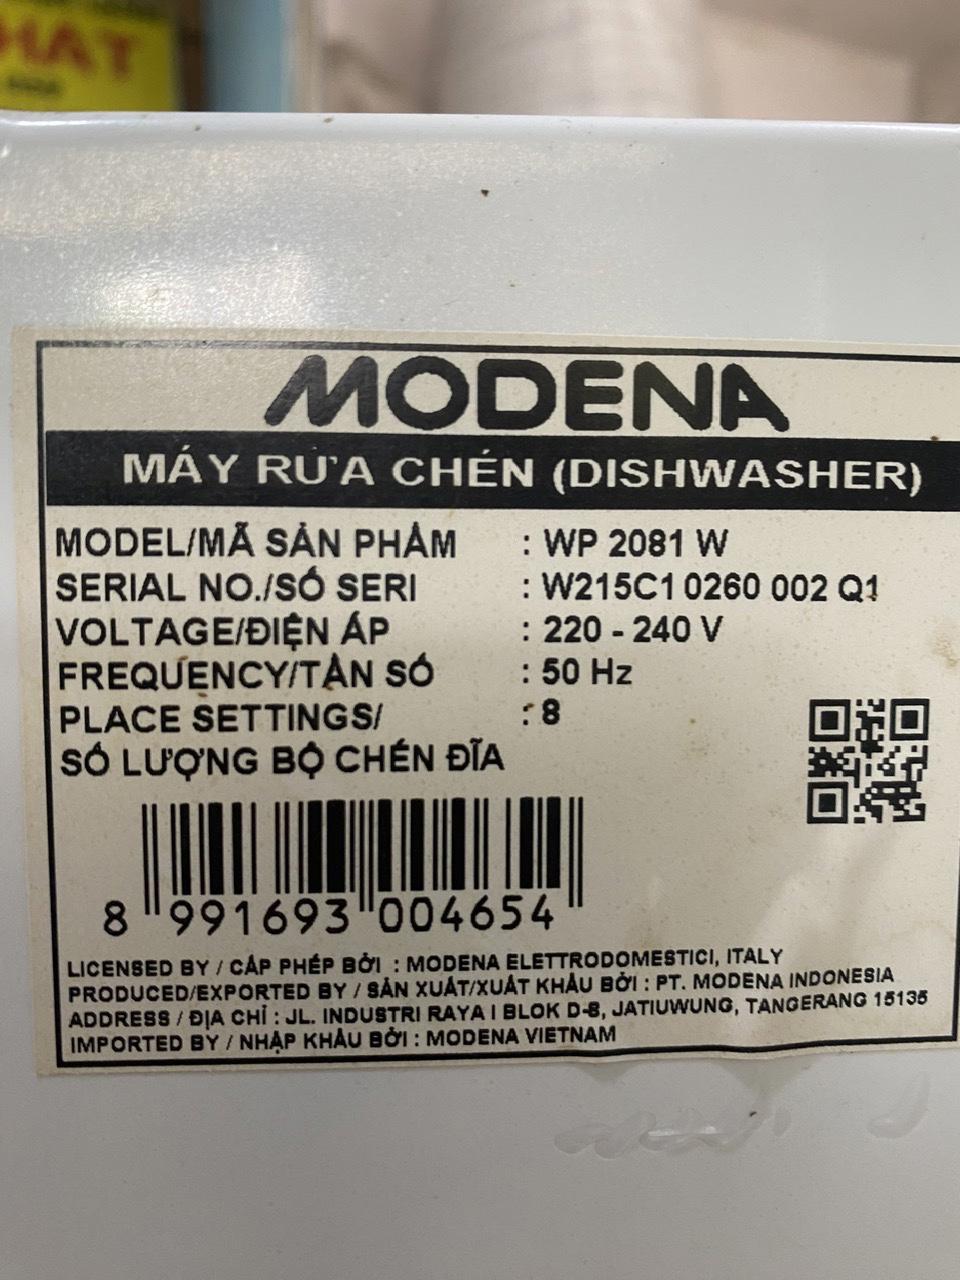 HAT
MODENA
MÁY RỬA CHÉN (DISHWASHER)
MODEL/MÃ SẢN PHẨM : WP 2081 W
SERIAL NO./SỐ SERI : W215C1 0260 002 Q1
VOLTAGE/ĐIỆN ÁP : 220 - 240 V
FREQUENCY/TẦN SỐ : 50 Hz
PLACE SETTINGS/ : 8
SỐ LƯỢNG BỘ CHÉN ĐĨA
8 991693 004654
LICENSED BY / CẤP PHÉP BỞI : MODENA ELETTRODOMESTICI, ITALY
PRODUCED/EXPORTED BY / SẢN XUẤT/XUẤT KHẨU BỞI : PT. MODENA INDONESIA
ADDRESS / ĐỊA CHỈ : JL. INDUSTRI RAYA I BLOK D-8, JATIUWUNG, TANGERANG 15135
IMPORTED BY / NHẬP KHẨU BỞI : MODENA VIETNAM